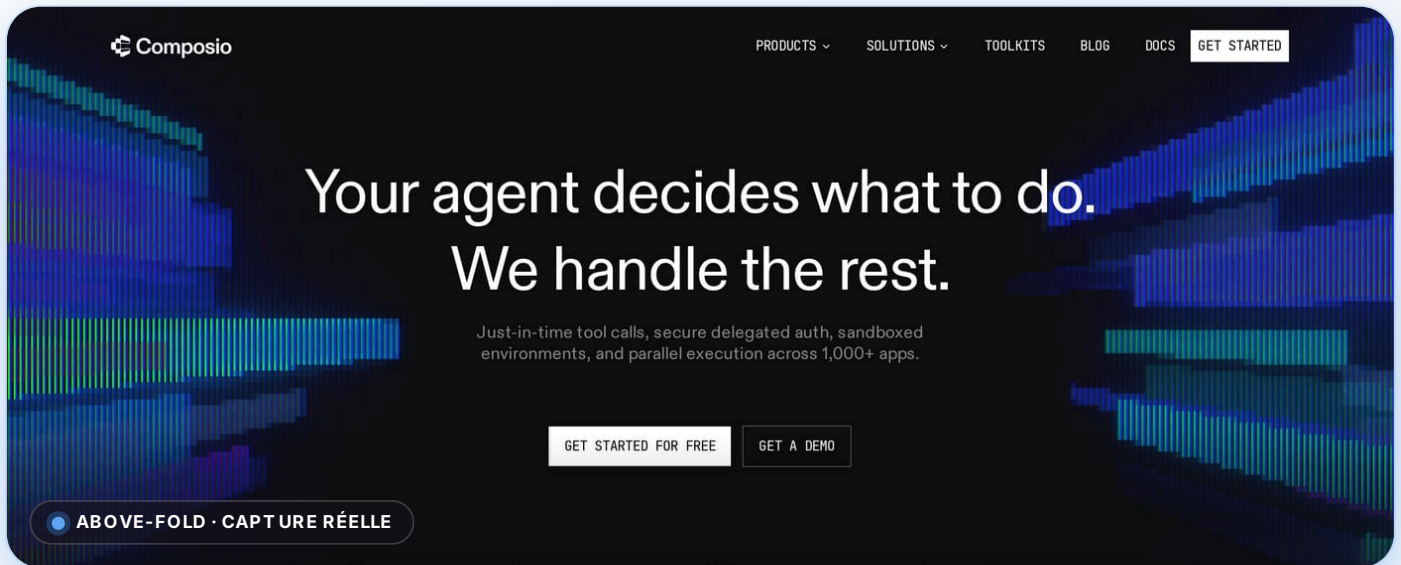 Composio
PRODUCTS SOLUTIONS TOOLKITS BLOG DOCS GET STARTED
Your agent decides what to do.
We handle the rest.
Just-in-time tool calls, secure delegated auth, sandboxed
environments, and parallel execution across 1,000+ apps.
GET STARTED FOR FREE GET A DEMO
ABOVE-FOLD · CAPTURE RÉELLE